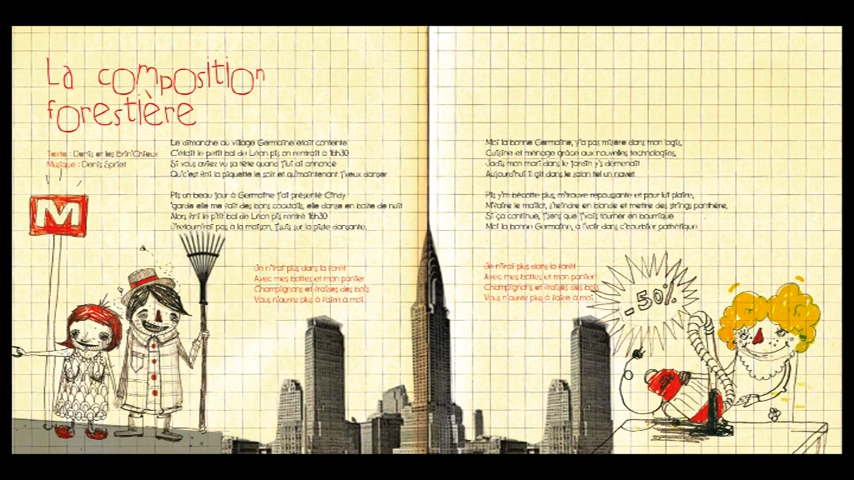 La composition
forestière
Texte : Denis et les Brin'Chieux
Musique : Denis Spriet
Le dimanche au village Germaine était contente
C'était le petit bal de Léon pis on rentrait à 18h30
Si vous aviez vu sa tête quand j'lui ai annoncé
Qu'c'est fini la piquette le soir et qu'maintenant j'veux danser
Pis un beau jour à Germaine j'ai présenté Cindy
'garde elle me fait des bons cocktails, elle danse en boite de nuit
Alors fini le p'tit bal de Léon pis rentré 18h30
J'retournerai pas à la maison, j'suis sur la piste dansante.
Je n'irai plus dans la forêt
Avec mes bottes et mon panier
Champignons et fraises des bois
Vous n'aurez plus à faire à moi
M
Moi la bonne Germaine, y'a pas misère dans mon logis,
Cuisine et ménage grâce aux nouvelles technologies,
Jadis mon mari dans le jardin s'y démenait
Aujourd'hui il gît dans le salon tel un navet
Pis s'y m'bécotte plus, m'trouve repoussante et pour lui plaire,
M'faire le maillot, s'teindre en blonde et mettre des strings panthère,
Si ça continue, j'sens que j'vais tourner en bourrique
Moi la bonne Germaine, à l'voir dans c'bourbier pathétique
Je n'irai plus dans la forêt
Avec mes bottes et mon panier
Champignons et fraises des bois
Vous n'aurez plus à faire à moi
-50%